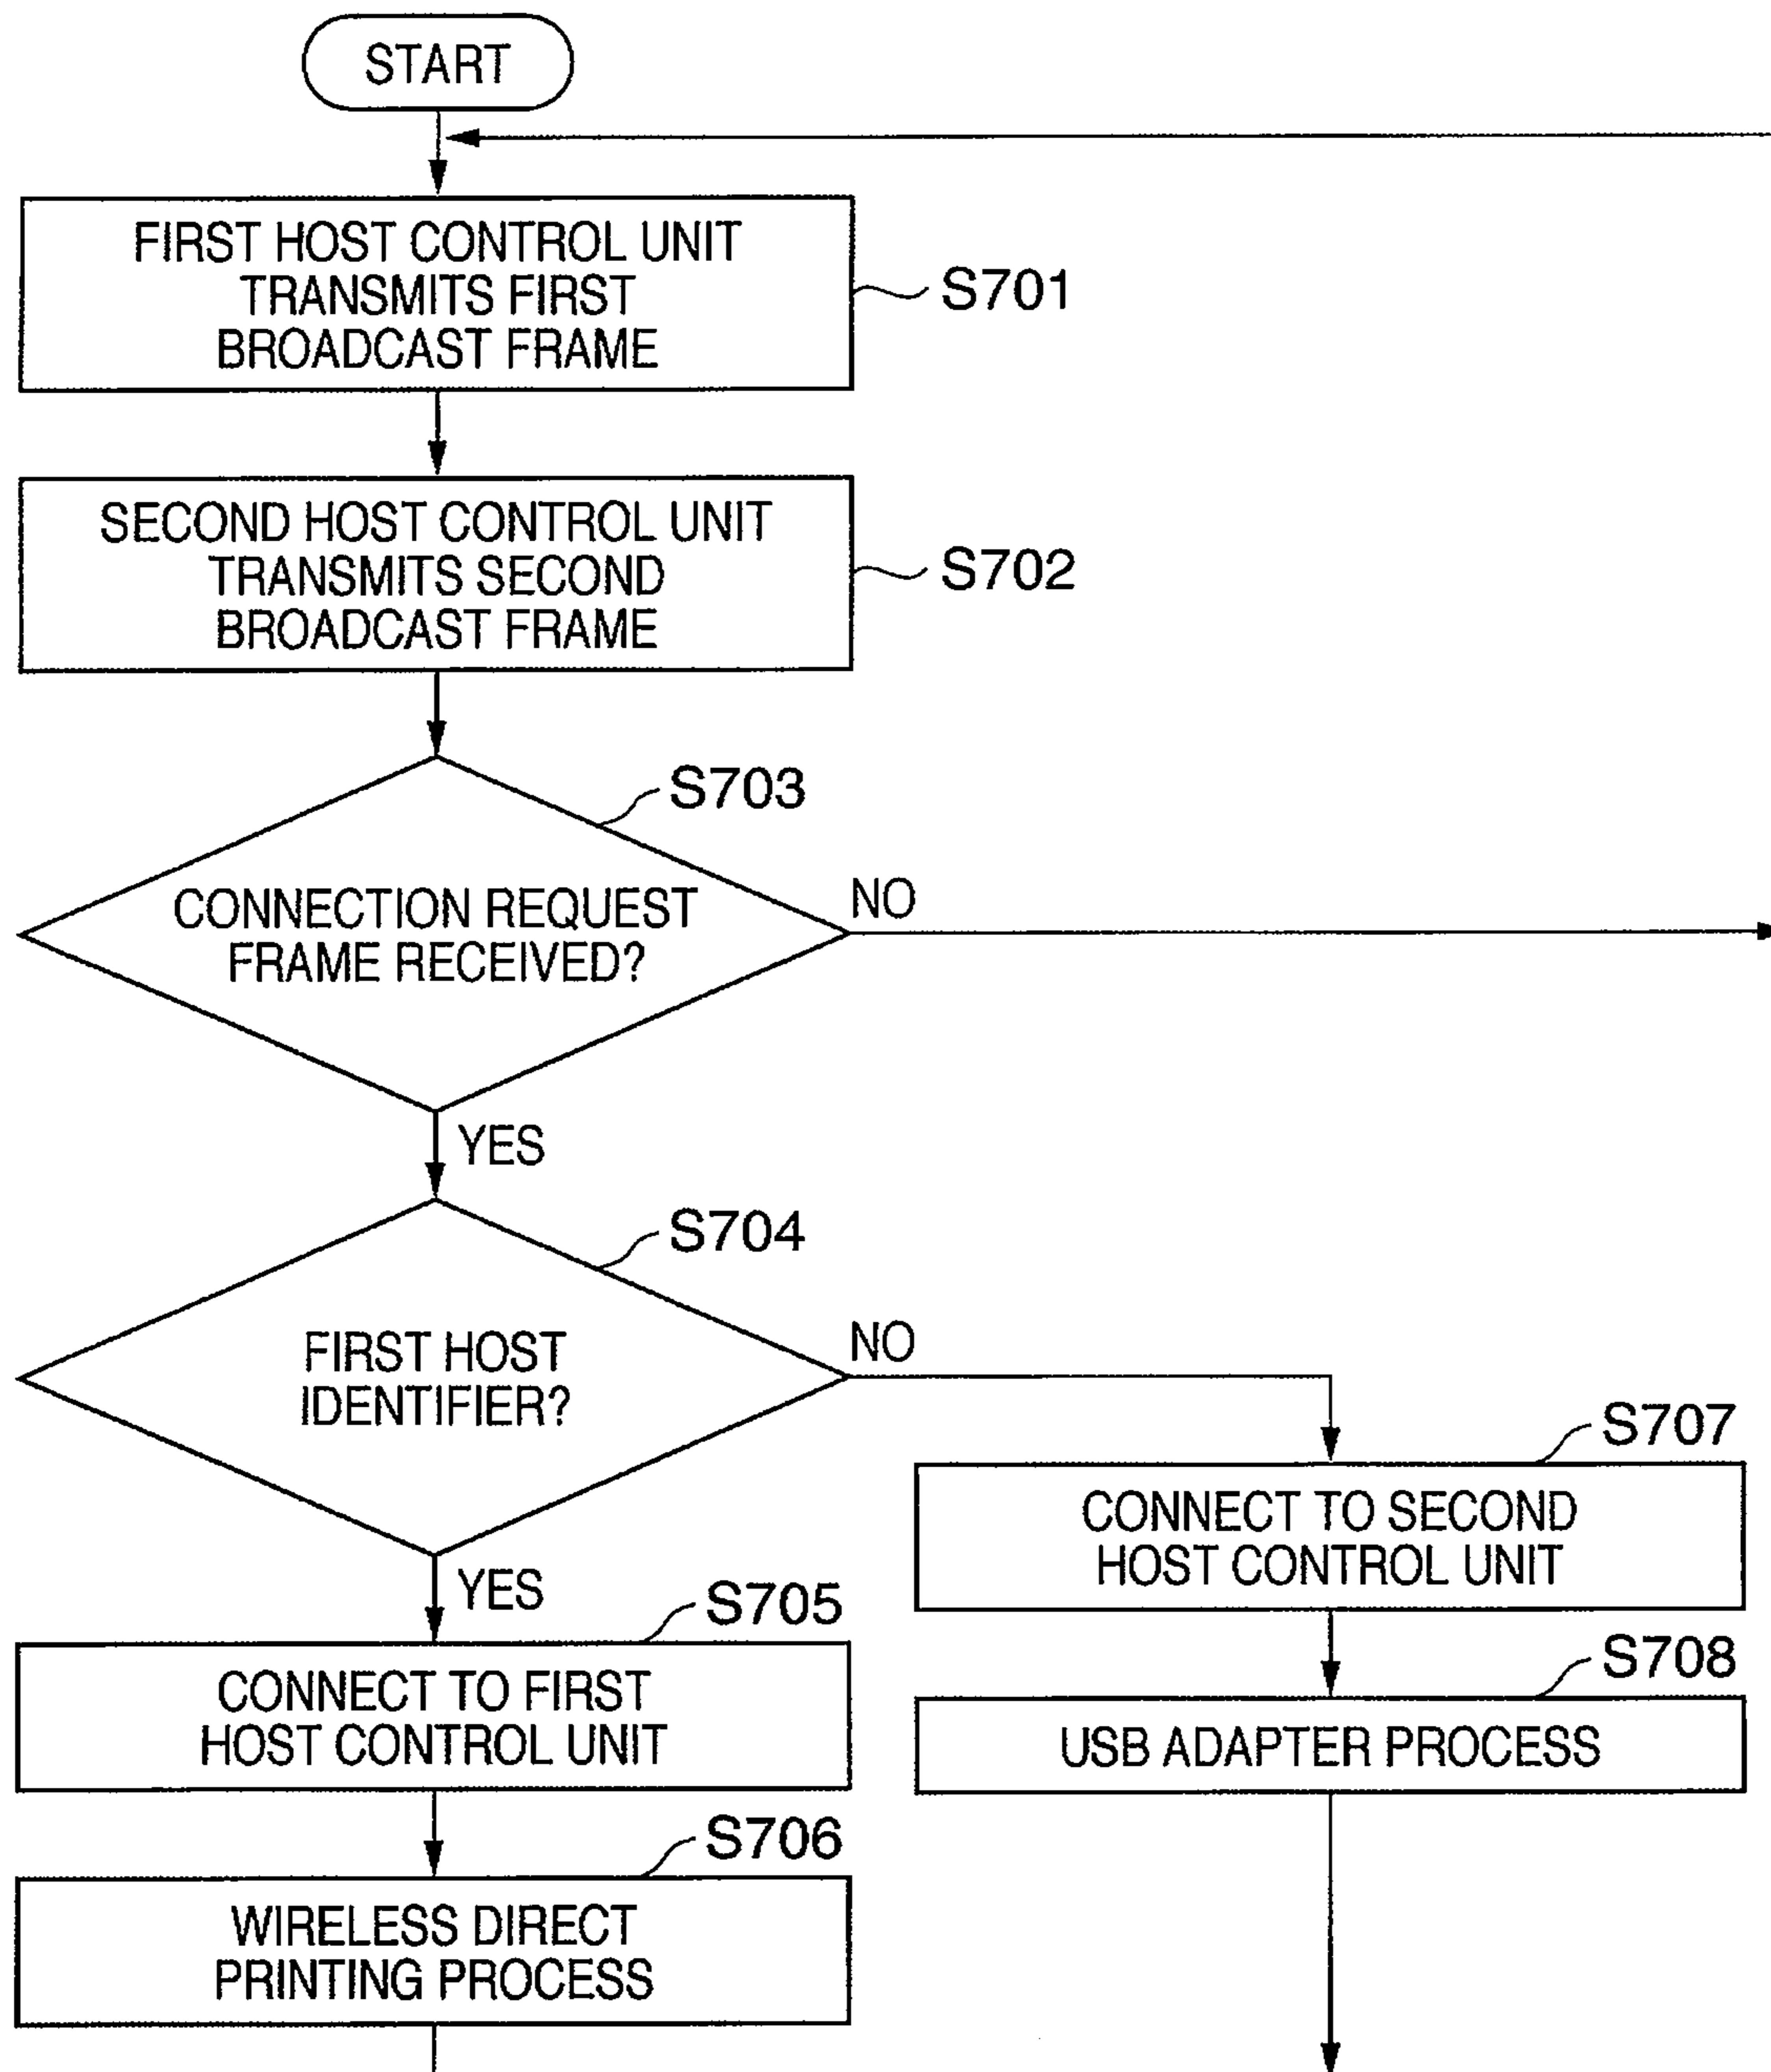 START
FIRST HOST CONTROL UNIT
TRANSMITS FIRST
BROADCAST FRAME
S701
SECOND HOST CONTROL UNIT
TRANSMITS SECOND
BROADCAST FRAME
S702
S703
CONNECTION REQUEST
FRAME RECEIVED?
NO
YES
S704
FIRST HOST
IDENTIFIER?
NO
YES
S705
CONNECT TO FIRST
HOST CONTROL UNIT
S706
WIRELESS DIRECT
PRINTING PROCESS
S707
CONNECT TO SECOND
HOST CONTROL UNIT
S708
USB ADAPTER PROCESS